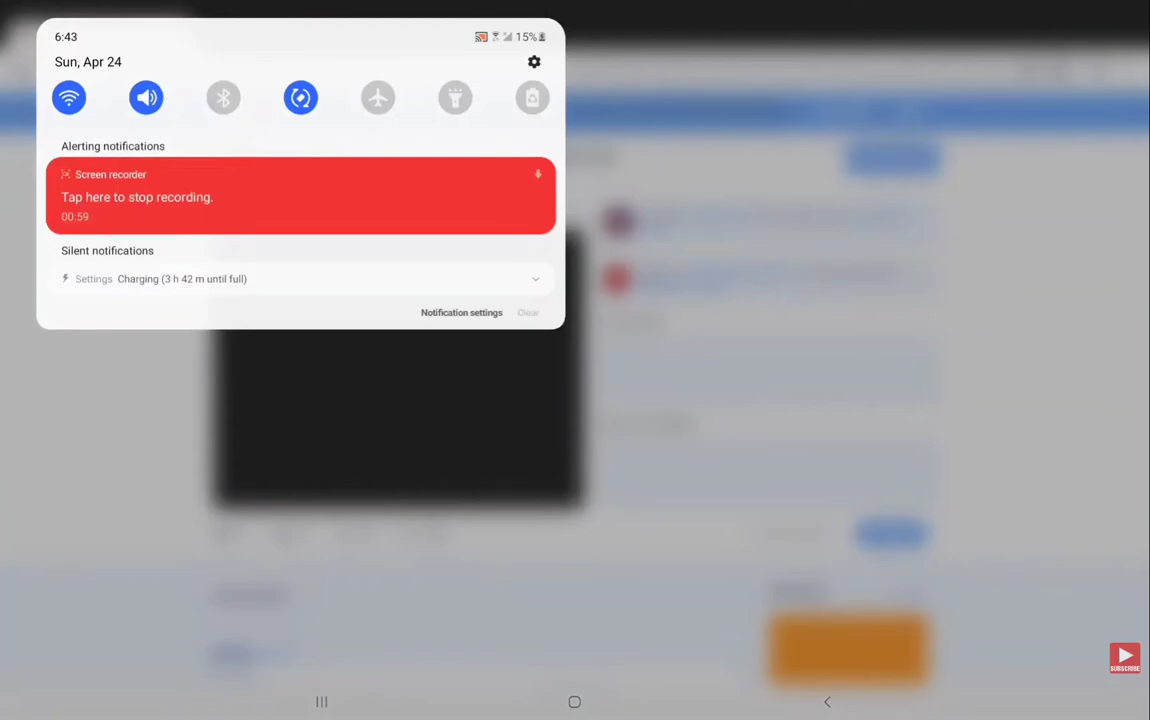 6:43
15%
Sun, Apr 24
Alerting notifications
Screen recorder
Tap here to stop recording.
00:59
Silent notifications
Settings Charging (3 h 42 m until full)
Notification settings Clear
SUBSCRIBE